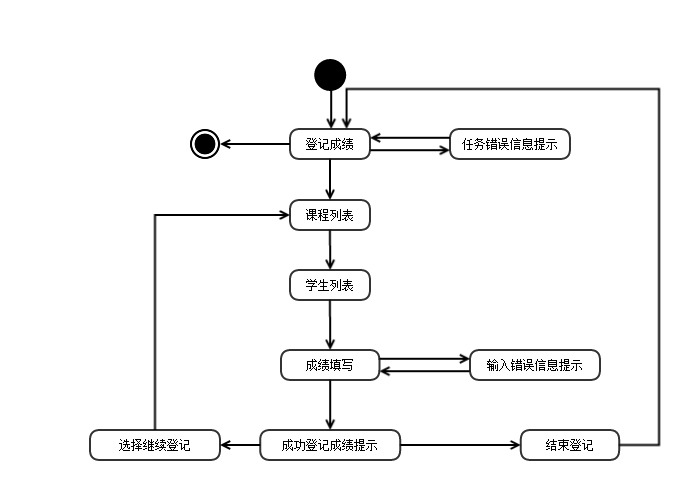 登记成绩
任务错误信息提示
课程列表
学生列表
成绩填写
输入错误信息提示
选择继续登记
成功登记成绩提示
结束登记